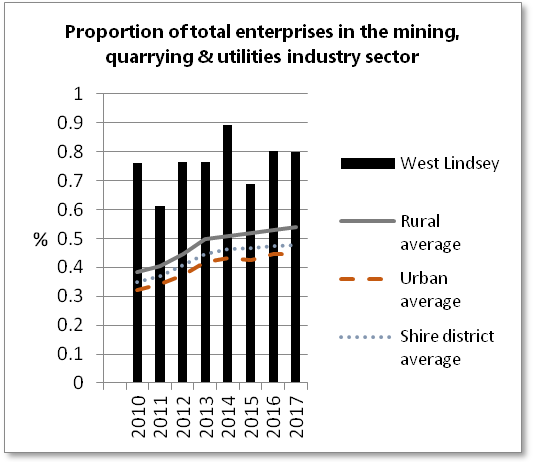 Proportion of total enterprises in the mining,
quarrying & utilities industry sector
1
0.9
0.8
0.7
0.6
0.5
0.4
0.3
0.2
0.1
0
%
2010
2011
2012
2013
2014
2015
2016
2017
West Lindsey
Rural
average
Urban
average
Shire district
average